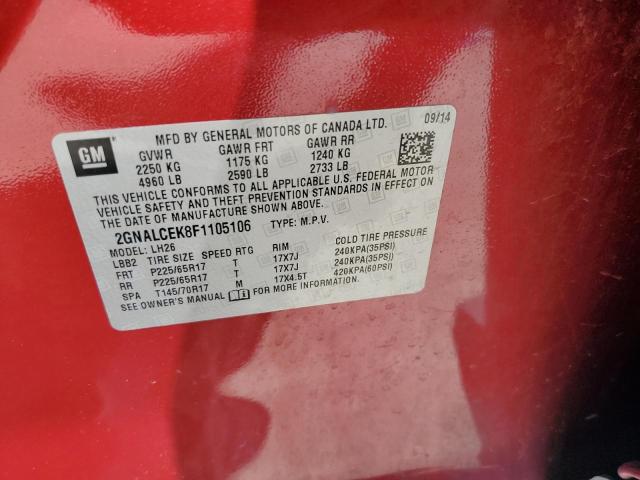 MFD BY GENERAL MOTORS OF CANADA LTD. 09/14
GM
GVWR GAWR FRT GAWR RR
2250 KG 1175 KG 1240 KG
4960 LB 2590 LB 2733 LB
THIS VEHICLE CONFORMS TO ALL APPLICABLE U.S. FEDERAL MOTOR
VEHICLE SAFETY AND THEFT PREVENTION STANDARDS IN EFFECT ON
THE DATE OF MANUFACTURE SHOWN ABOVE.
2GNALCEK8F1105106 TYPE: M.P.V.
MODEL: LH26
LBB2 TIRE SIZE SPEED RTG RIM COLD TIRE PRESSURE
FRT P225/65R17 T 17X7J 240KPA(35PSI)
RR P225/65R17 T 17X7J 240KPA(35PSI)
SPA T145/70R17 M 17X4.5T 420KPA(60PSI)
SEE OWNER'S MANUAL FOR MORE INFORMATION.